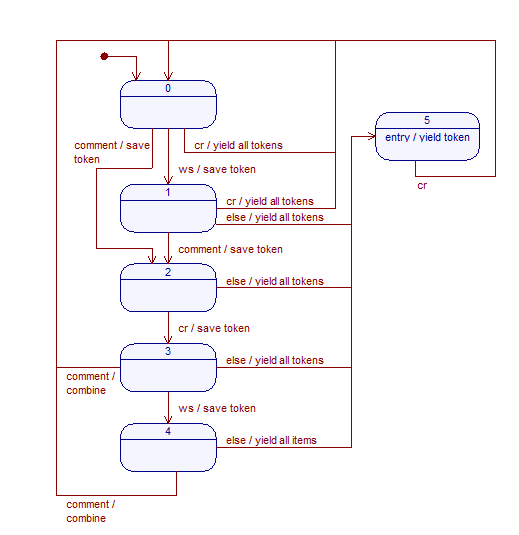 0
5
entry / yield token
comment / save
token
cr / yield all tokens
ws / save token
cr
1
cr / yield all tokens
else / yield all tokens
comment / save token
2
else / yield all tokens
cr / save token
3
else / yield all tokens
comment /
combine
ws / save token
4
else / yield all items
comment /
combine